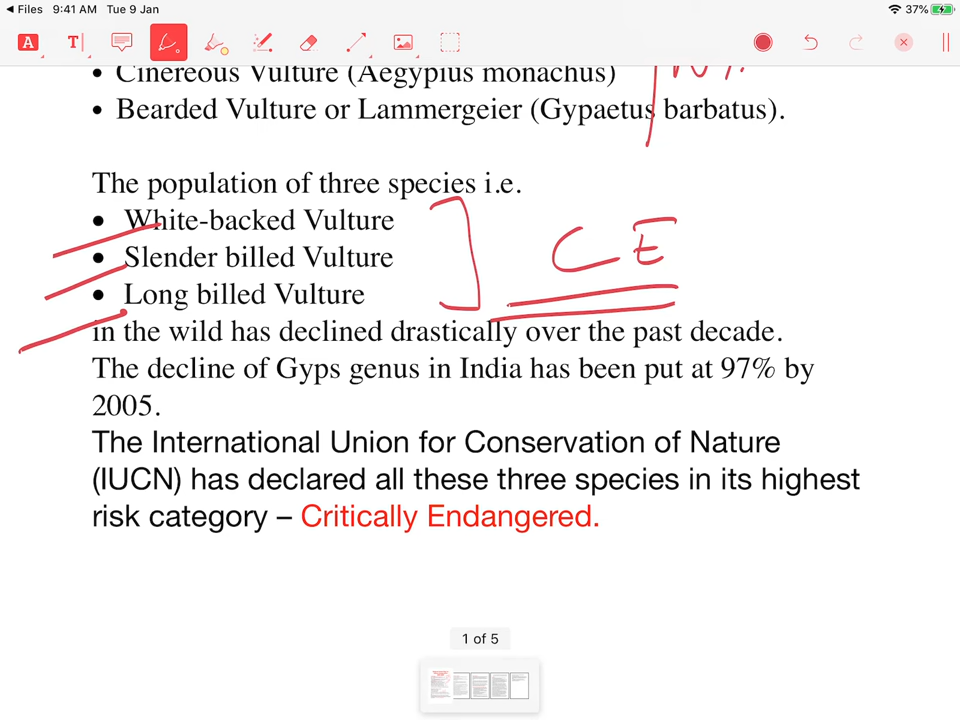 Files 9:41 AM Tue 9 Jan 37%
A T
• Cinereous Vulture (Aegypius monachus)
• Bearded Vulture or Lammergeier (Gypaetus barbatus).
The population of three species i.e.
• White-backed Vulture
• Slender billed Vulture
• Long billed Vulture
CE
in the wild has declined drastically over the past decade.
The decline of Gyps genus in India has been put at 97% by
2005.
The International Union for Conservation of Nature
(IUCN) has declared all these three species in its highest
risk category – Critically Endangered.
1 of 5